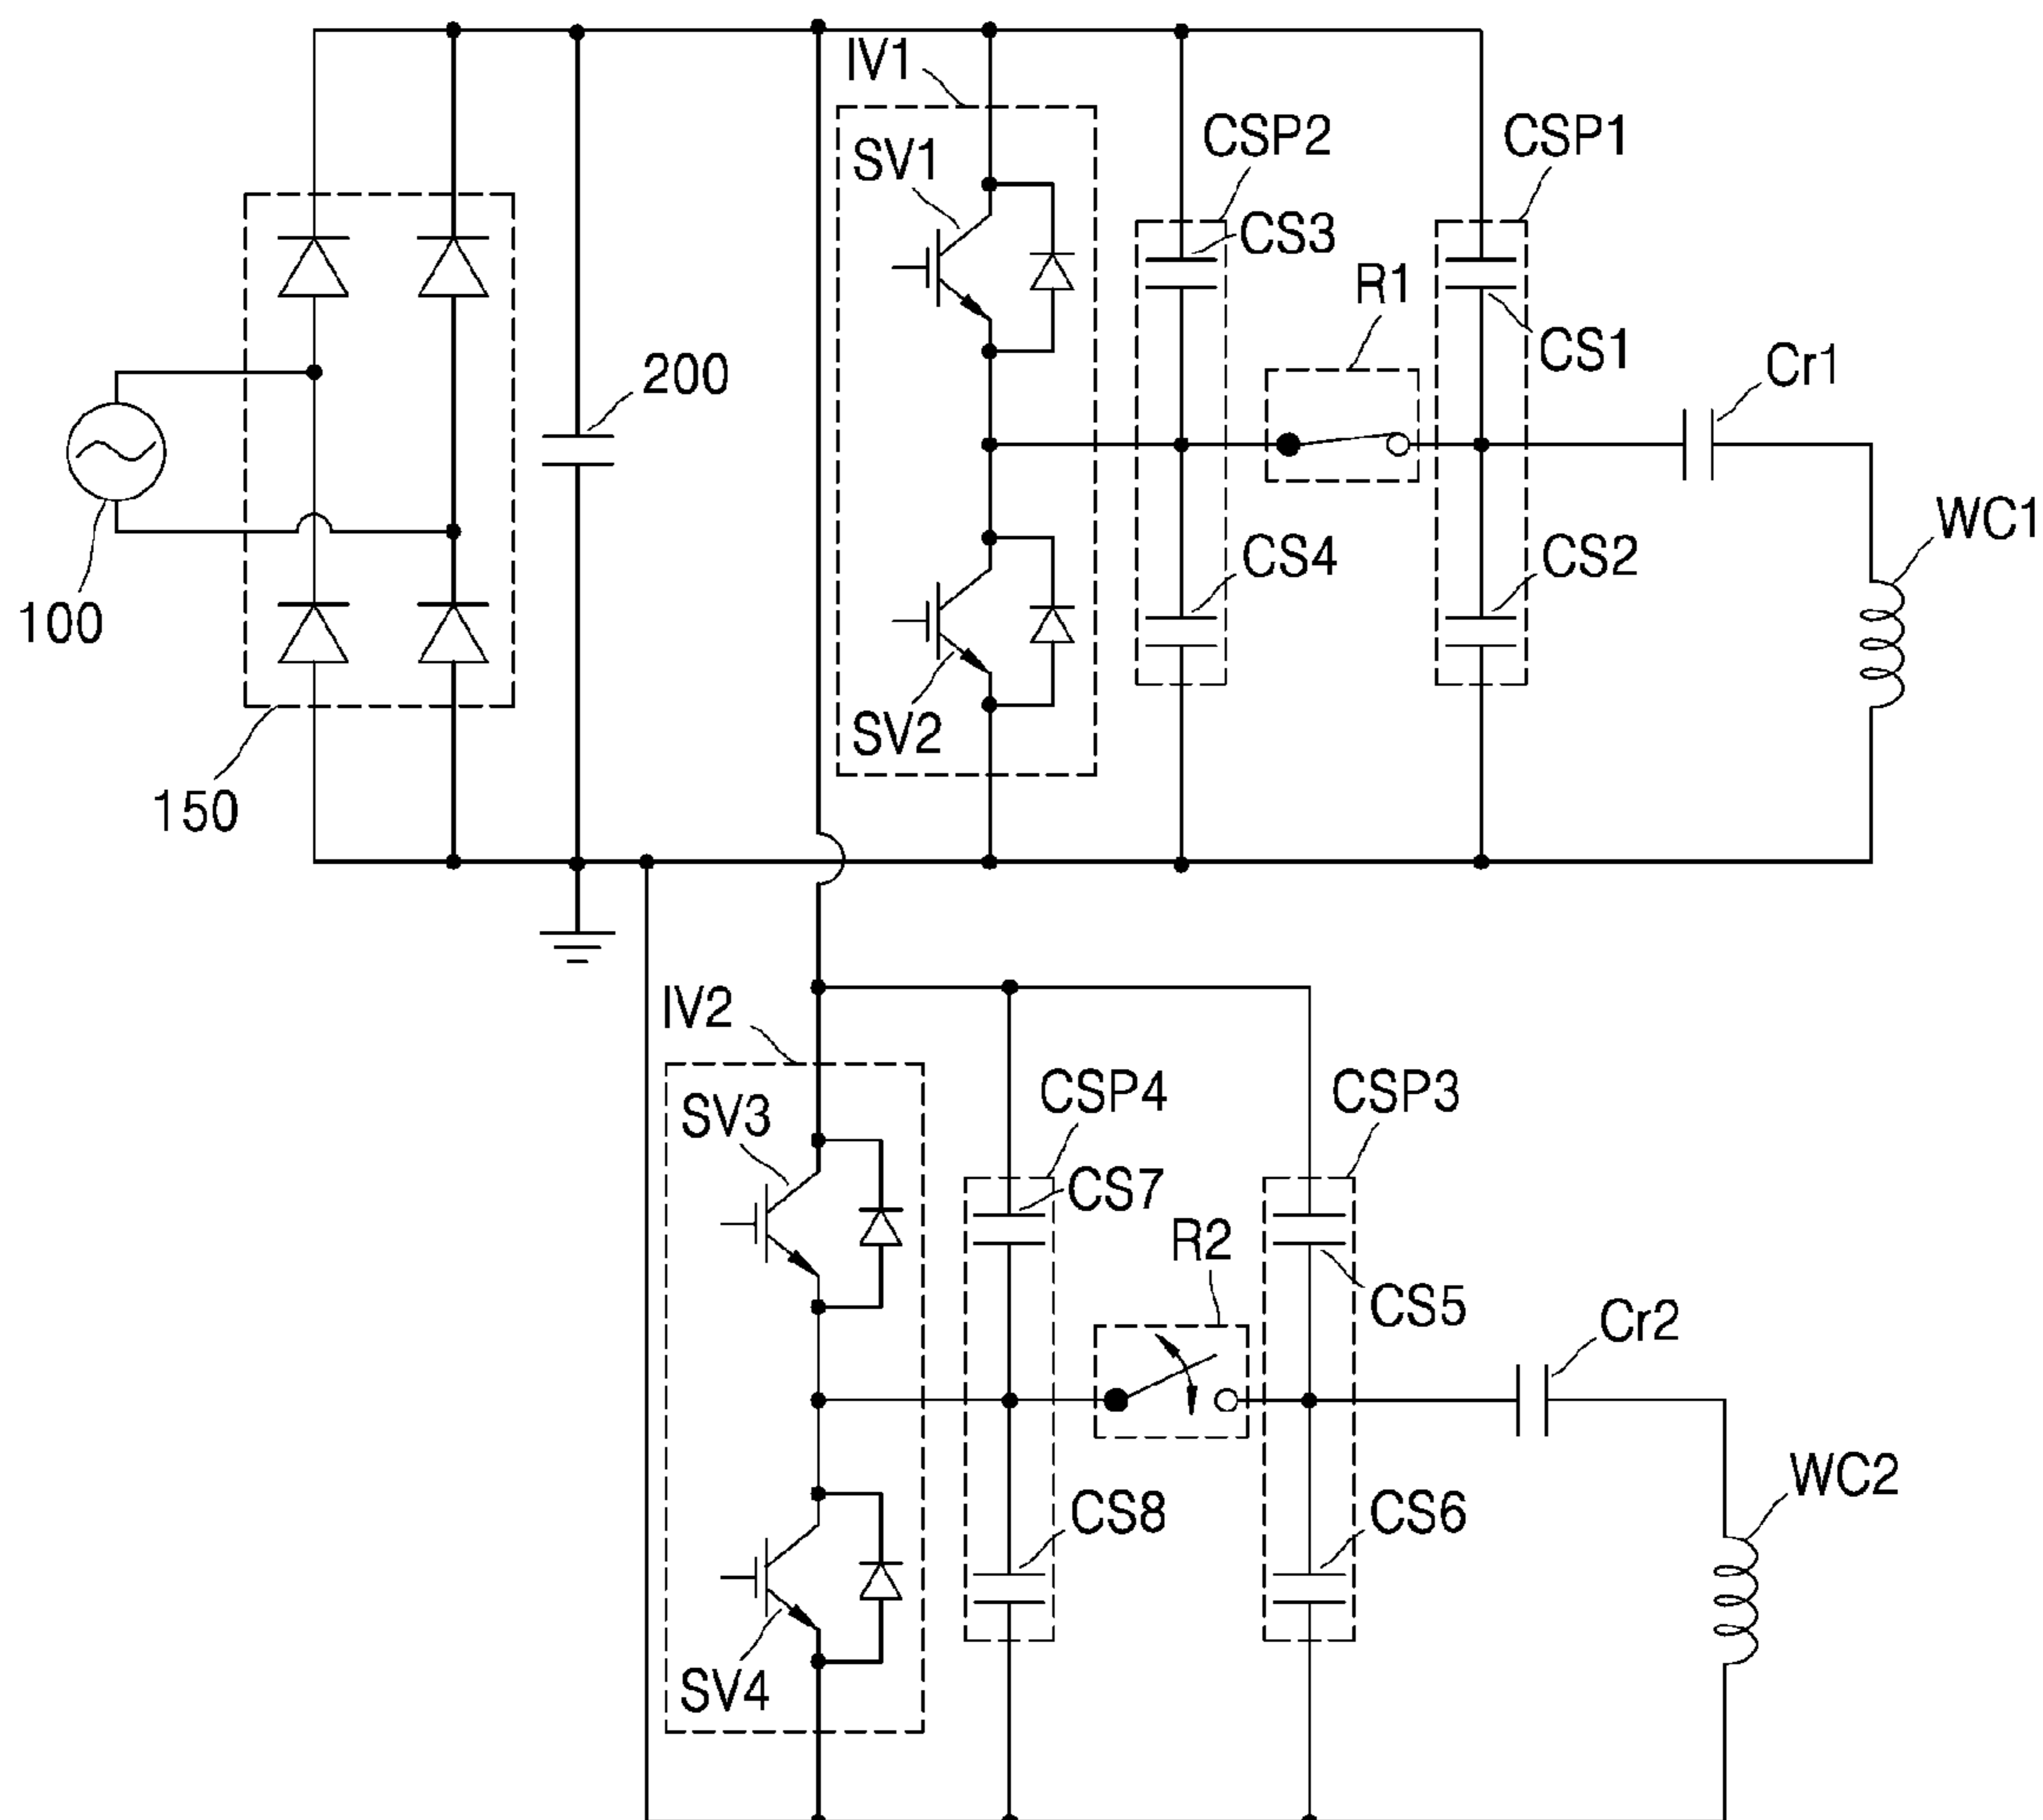 IV1
SV1
CSP2
CSP1
CS3
R1
CS1
Cr1
200
WC1
CS4
CS2
100
SV2
150
IV2
CSP4
CSP3
SV3
CS7
R2
CS5
Cr2
WC2
CS8
CS6
SV4